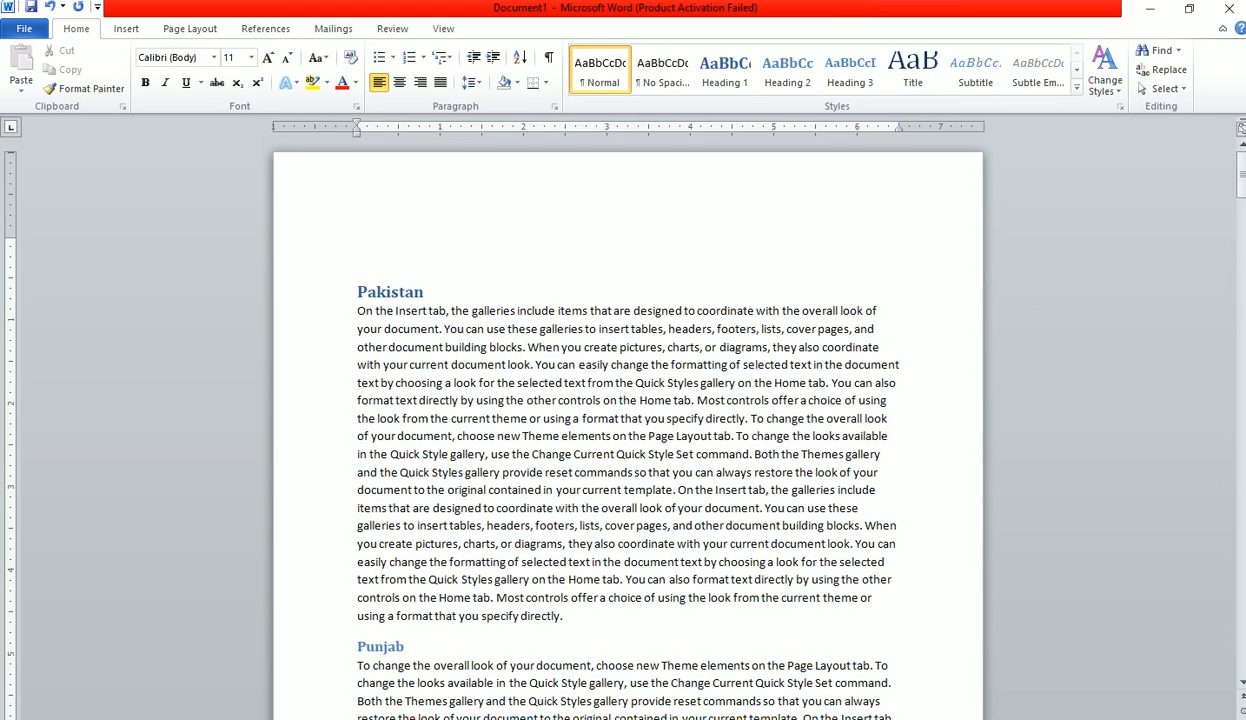 Document1 - Microsoft Word (Product Activation Failed)
File Home Insert Page Layout References Mailings Review View
Cut
Copy
Paste
Format Painter
Clipboard
Calibri (Body) 11
Font
Paragraph
AaBbCcDc AaBbCcDc AaBbC AaBbCc AaBbCcI AaB AaBbCc. AaBbCcDc
¶ Normal ¶ No Spaci... Heading 1 Heading 2 Heading 3 Title Subtitle Subtle Em...
Styles
Change
Styles
Find
Replace
Select
Editing
1 1 2 3 4 5 6 7
Pakistan
On the Insert tab, the galleries include items that are designed to coordinate with the overall look of
your document. You can use these galleries to insert tables, headers, footers, lists, cover pages, and
other document building blocks. When you create pictures, charts, or diagrams, they also coordinate
with your current document look. You can easily change the formatting of selected text in the document
text by choosing a look for the selected text from the Quick Styles gallery on the Home tab. You can also
format text directly by using the other controls on the Home tab. Most controls offer a choice of using
the look from the current theme or using a format that you specify directly. To change the overall look
of your document, choose new Theme elements on the Page Layout tab. To change the looks available
in the Quick Style gallery, use the Change Current Quick Style Set command. Both the Themes gallery
and the Quick Styles gallery provide reset commands so that you can always restore the look of your
document to the original contained in your current template. On the Insert tab, the galleries include
items that are designed to coordinate with the overall look of your document. You can use these
galleries to insert tables, headers, footers, lists, cover pages, and other document building blocks. When
you create pictures, charts, or diagrams, they also coordinate with your current document look. You can
easily change the formatting of selected text in the document text by choosing a look for the selected
text from the Quick Styles gallery on the Home tab. You can also format text directly by using the other
controls on the Home tab. Most controls offer a choice of using the look from the current theme or
using a format that you specify directly.
Punjab
To change the overall look of your document, choose new Theme elements on the Page Layout tab. To
change the looks available in the Quick Style gallery, use the Change Current Quick Style Set command.
Both the Themes gallery and the Quick Styles gallery provide reset commands so that you can always
restore the look of your document to the original contained in your current template. On the Insert tab,